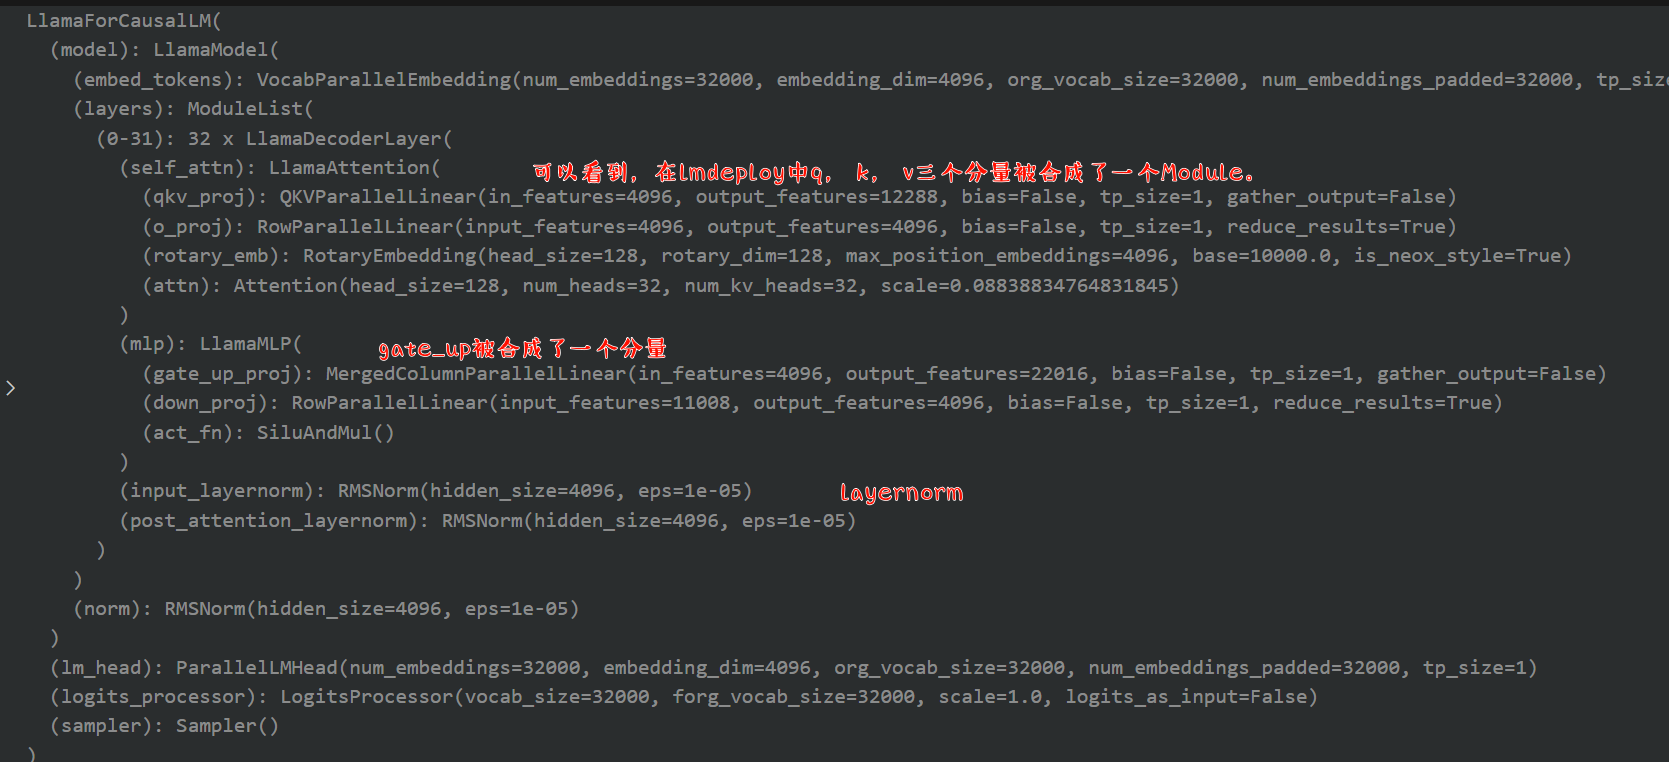 LlamaForCausalLM(
(model): LlamaModel(
(embed_tokens): VocabParallelEmbedding(num_embeddings=32000, embedding_dim=4096, org_vocab_size=32000, num_embeddings_padded=32000, tp_size
(layers): ModuleList(
(0-31): 32 x LlamaDecoderLayer(
(self_attn): LlamaAttention(
可以看到，在lmdeploy中q， k， v三个分量被合成了一个Module。
(qkv_proj): QKVParallelLinear(in_features=4096, output_features=12288, bias=False, tp_size=1, gather_output=False)
(o_proj): RowParallelLinear(input_features=4096, output_features=4096, bias=False, tp_size=1, reduce_results=True)
(rotary_emb): RotaryEmbedding(head_size=128, rotary_dim=128, max_position_embeddings=4096, base=10000.0, is_neox_style=True)
(attn): Attention(head_size=128, num_heads=32, num_kv_heads=32, scale=0.08838834764831845)
)
(mlp): LlamaMLP(
gate_up被合成了一个分量
(gate_up_proj): MergedColumnParallelLinear(in_features=4096, output_features=22016, bias=False, tp_size=1, gather_output=False)
(down_proj): RowParallelLinear(input_features=11008, output_features=4096, bias=False, tp_size=1, reduce_results=True)
(act_fn): SiluAndMul()
)
(input_layernorm): RMSNorm(hidden_size=4096, eps=1e-05)
layernorm
(post_attention_layernorm): RMSNorm(hidden_size=4096, eps=1e-05)
)
)
(norm): RMSNorm(hidden_size=4096, eps=1e-05)
)
(lm_head): ParallelLMHead(num_embeddings=32000, embedding_dim=4096, org_vocab_size=32000, num_embeddings_padded=32000, tp_size=1)
(logits_processor): LogitsProcessor(vocab_size=32000, forg_vocab_size=32000, scale=1.0, logits_as_input=False)
(sampler): Sampler()
)